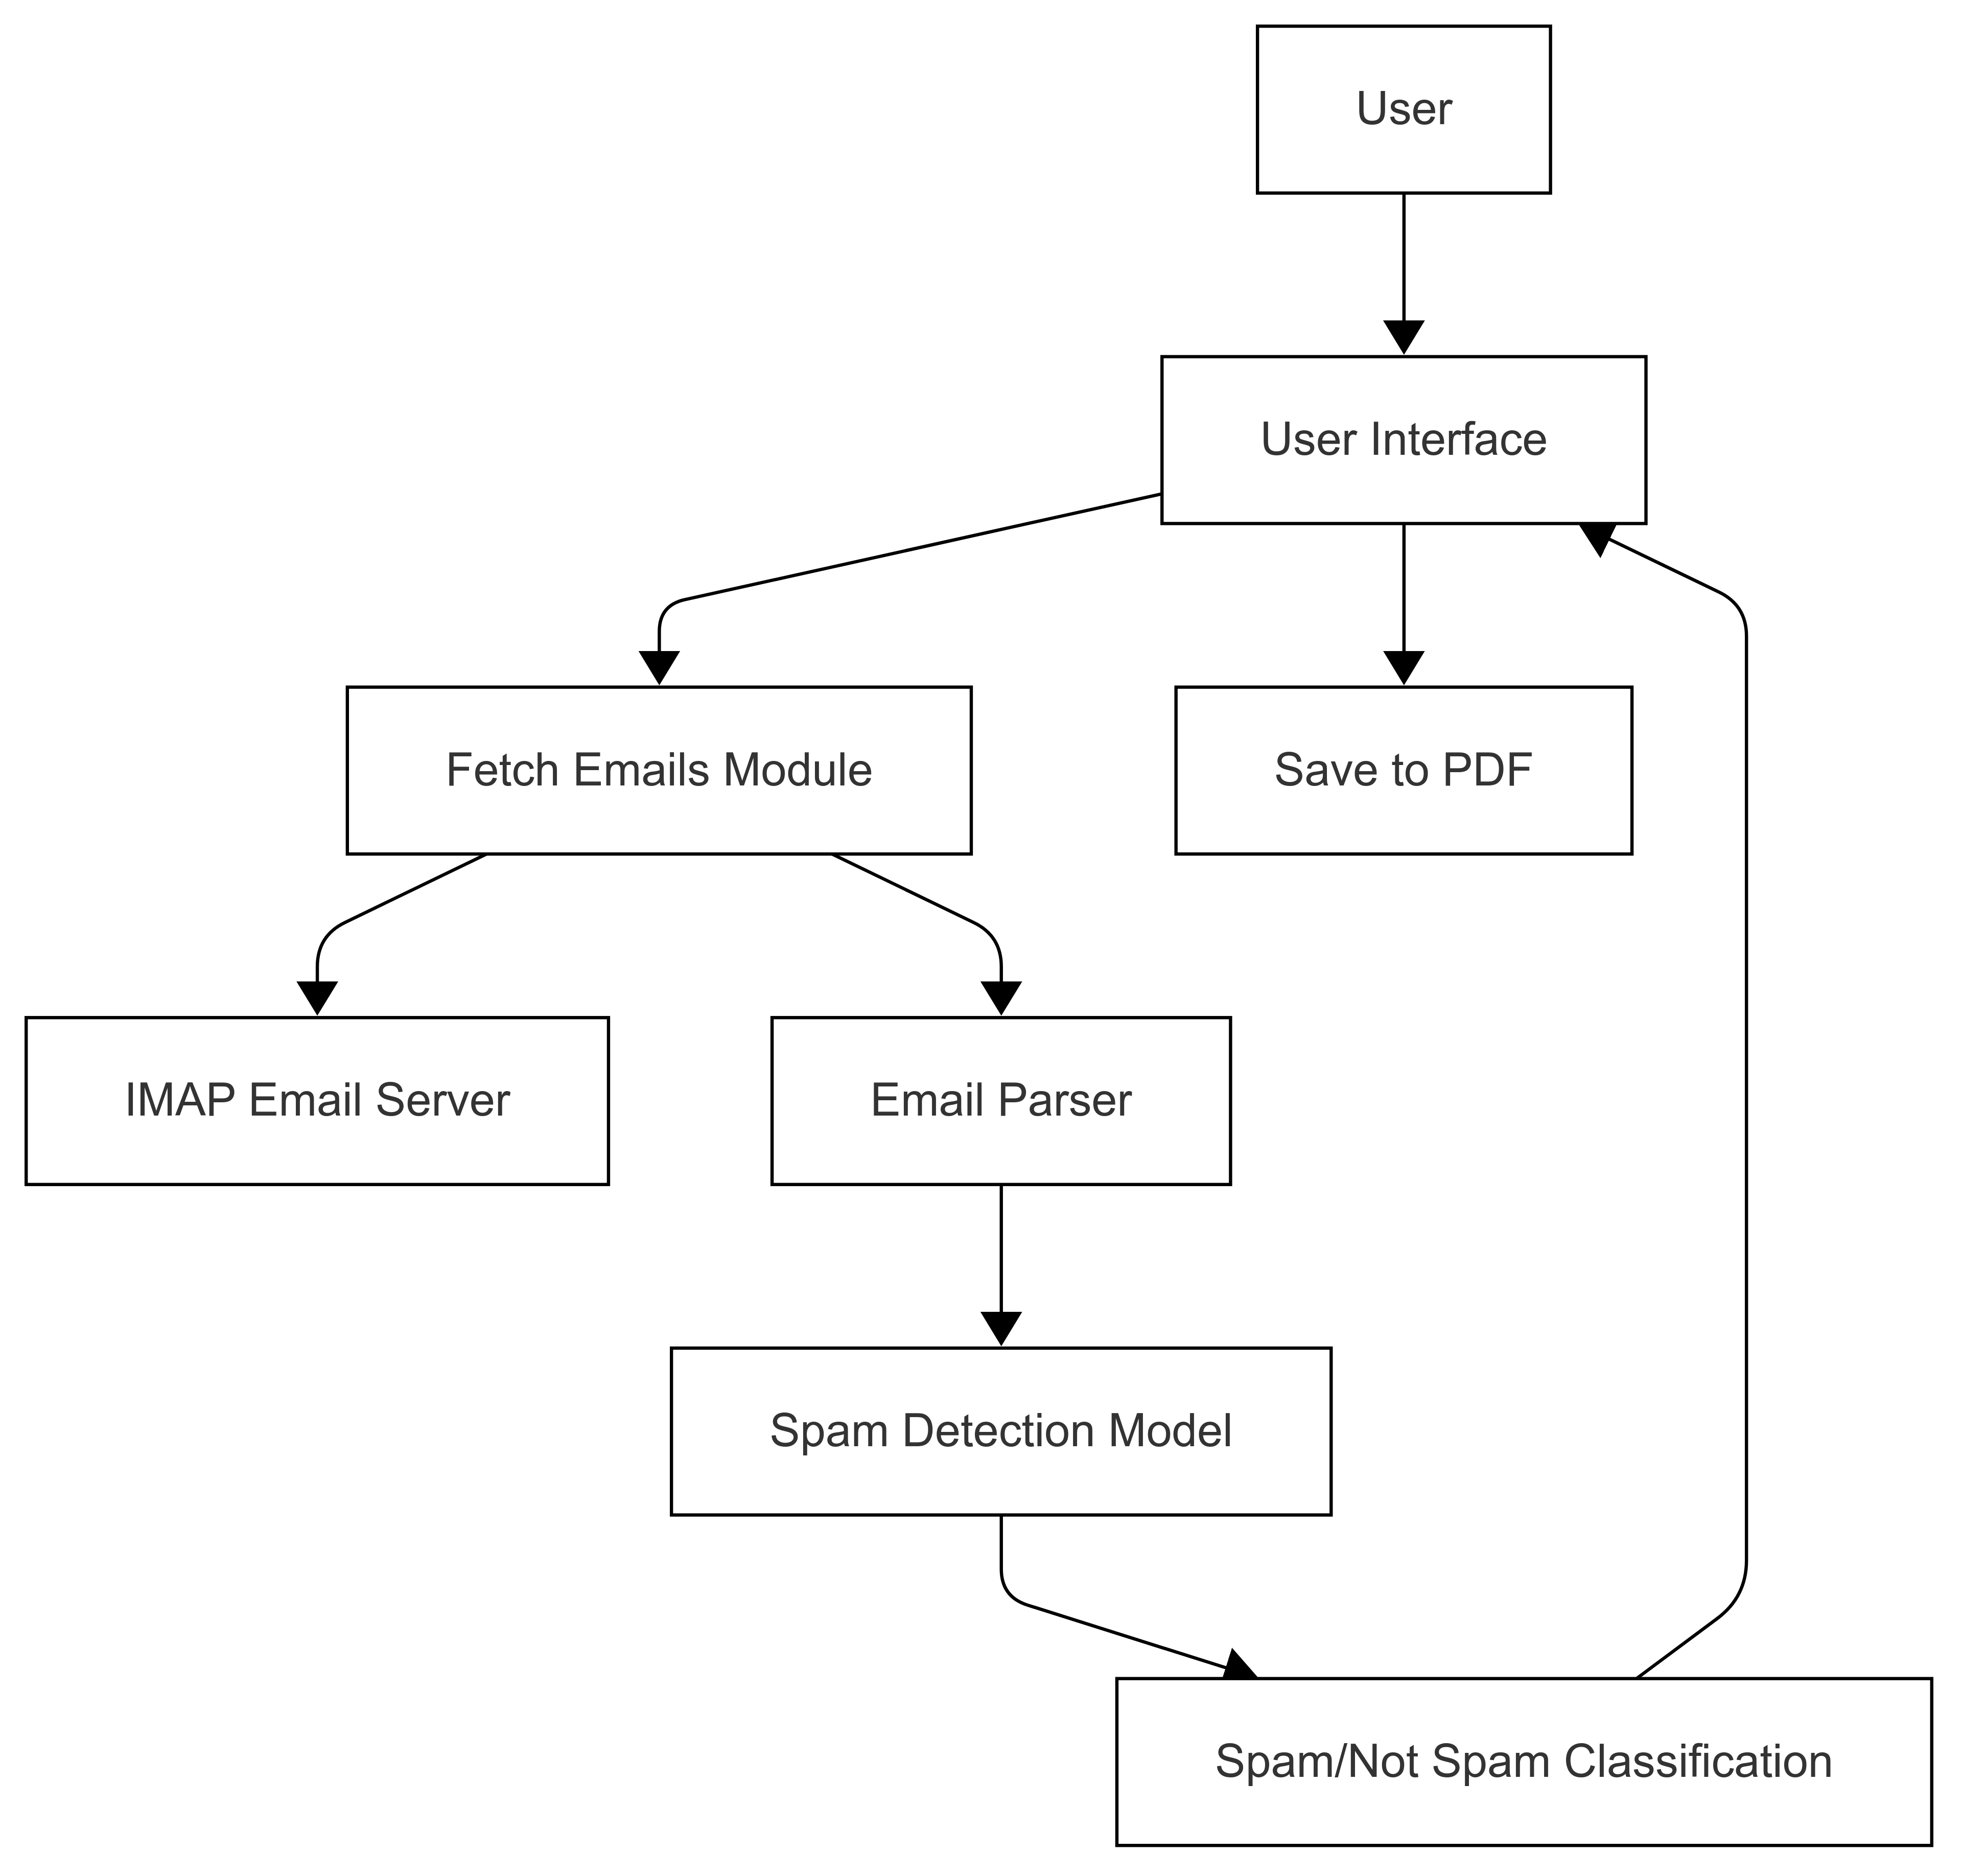 User
User Interface
Fetch Emails Module
Save to PDF
IMAP Email Server
Email Parser
Spam Detection Model
Spam/Not Spam Classification